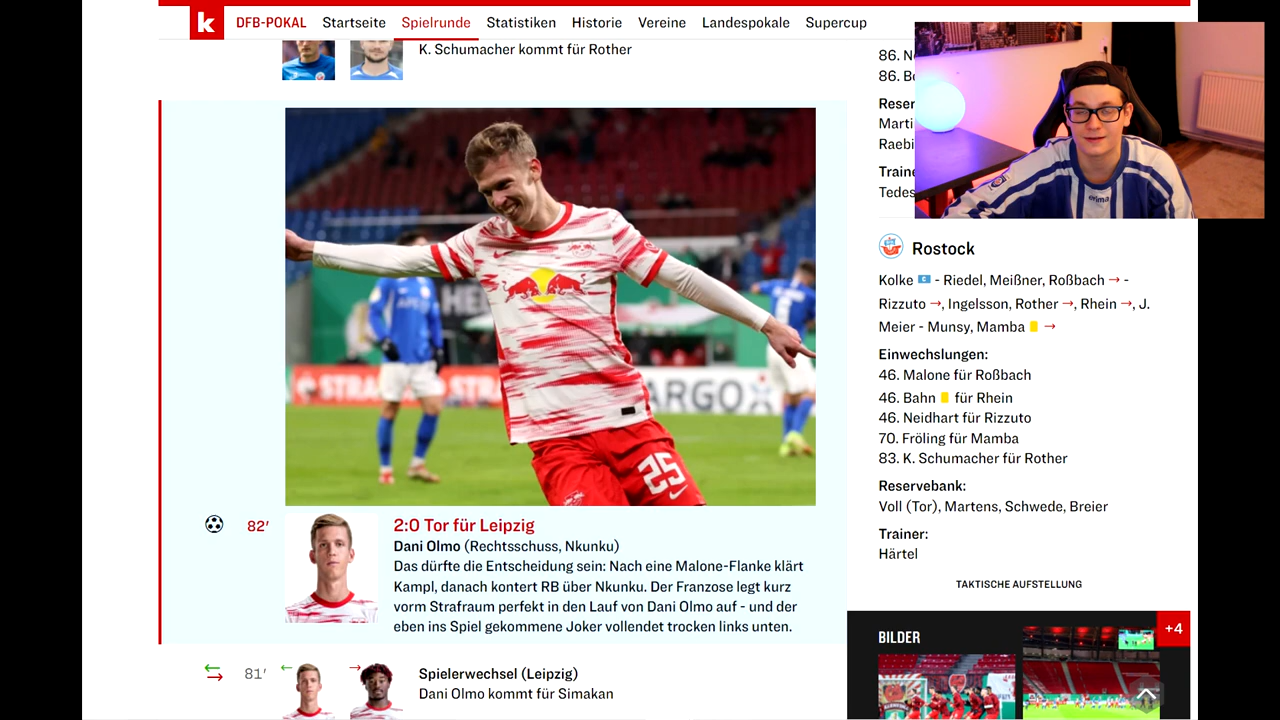 k
DFB-POKAL Startseite Spielrunde Statistiken Historie Vereine Landespokale Supercup
K. Schumacher kommt für Rother
25
82'
2:0 Tor für Leipzig
Dani Olmo (Rechtsschuss, Nkunku)
Das dürfte die Entscheidung sein: Nach eine Malone-Flanke klärt
Kampl, danach kontert RB über Nkunku. Der Franzose legt kurz
vorm Strafraum perfekt in den Lauf von Dani Olmo auf - und der
eben ins Spiel gekommene Joker vollendet trocken links unten.
81'
Spielerwechsel (Leipzig)
Dani Olmo kommt für Simakan
86.
86.
erima
Rostock
Kolke C - Riedel, Meißner, Roßbach → -
Rizzuto →, Ingelsson, Rother →, Rhein →, J.
Meier - Munsy, Mamba →
Einwechslungen:
46. Malone für Roßbach
46. Bahn für Rhein
46. Neidhart für Rizzuto
70. Fröling für Mamba
83. K. Schumacher für Rother
Reservebank:
Voll (Tor), Martens, Schwede, Breier
Trainer:
Härtel
TAKTISCHE AUFSTELLUNG
BILDER
+4